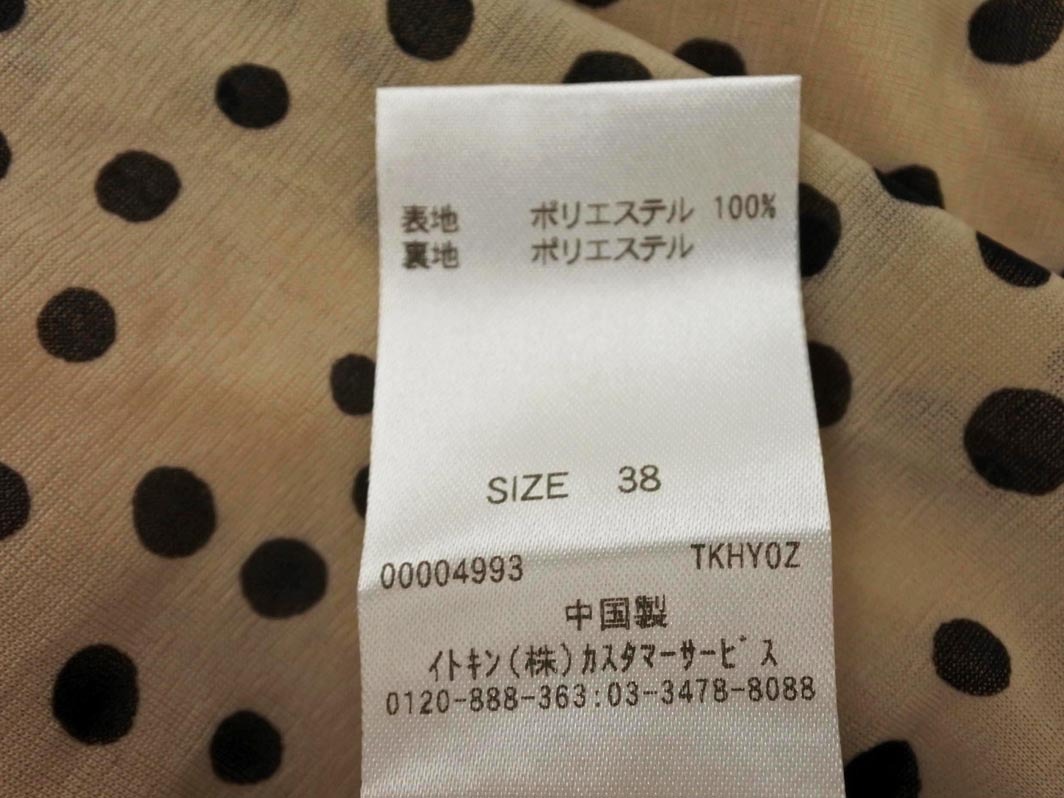 表地 ポリエステル 100%
裏地 ポリエステル
SIZE 38
00004993 TKHY0Z
中国製
イトキン(株)カスタマーサービス
0120-888-363:03-3478-8088